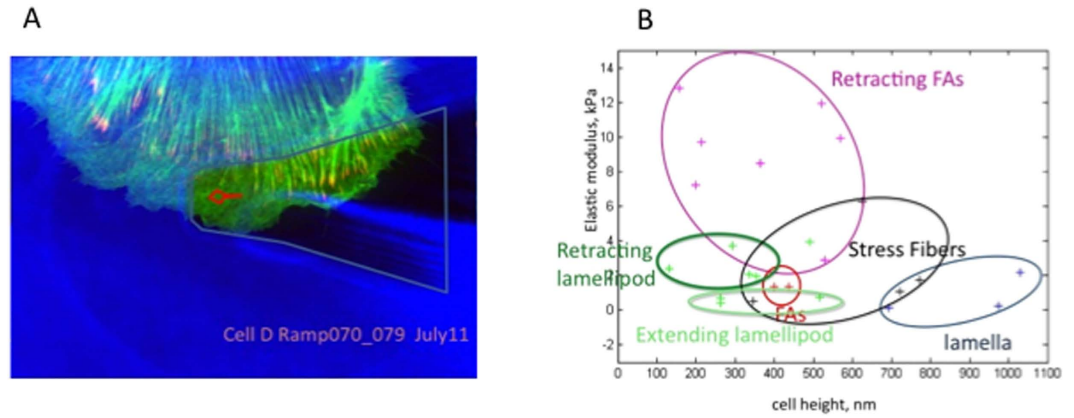 A
B
Cell D Ramp070_079 July11
Elastic modulus, kPa
14
12
10
8
6
4
2
0
-2
Retracting FAs
Stress Fibers
Retracting
lamellipod
FAs
Extending lamellipod
lamella
0 100 200 300 400 500 600 700 800 900 1000 1100
cell height, nm